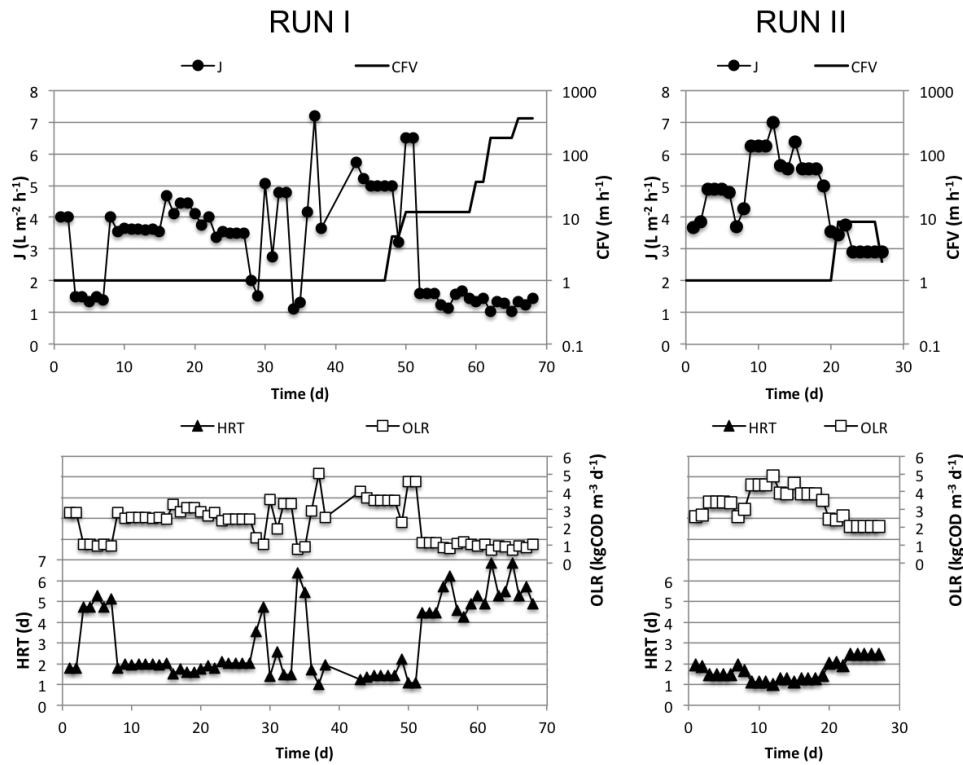 RUN I
RUN II
J CFV
J CFV
8 7 6 5 4 3 2 1 0
J (L m-2 h-1)
1000 100 10 1 0.1
CFV (m h-1)
0 10 20 30 40 50 60 70
Time (d)
8 7 6 5 4 3 2 1 0
J (L m-2 h-1)
1000 100 10 1 0.1
CFV (m h-1)
0 10 20 30
Time (d)
HRT OLR
HRT OLR
7 6 5 4 3 2 1 0
HRT (d)
6 5 4 3 2 1 0
OLR (kgCOD m-3 d-1)
0 10 20 30 40 50 60 70
Time (d)
7 6 5 4 3 2 1 0
HRT (d)
6 5 4 3 2 1 0
OLR (kgCOD m-3 d-1)
0 10 20 30
Time (d)